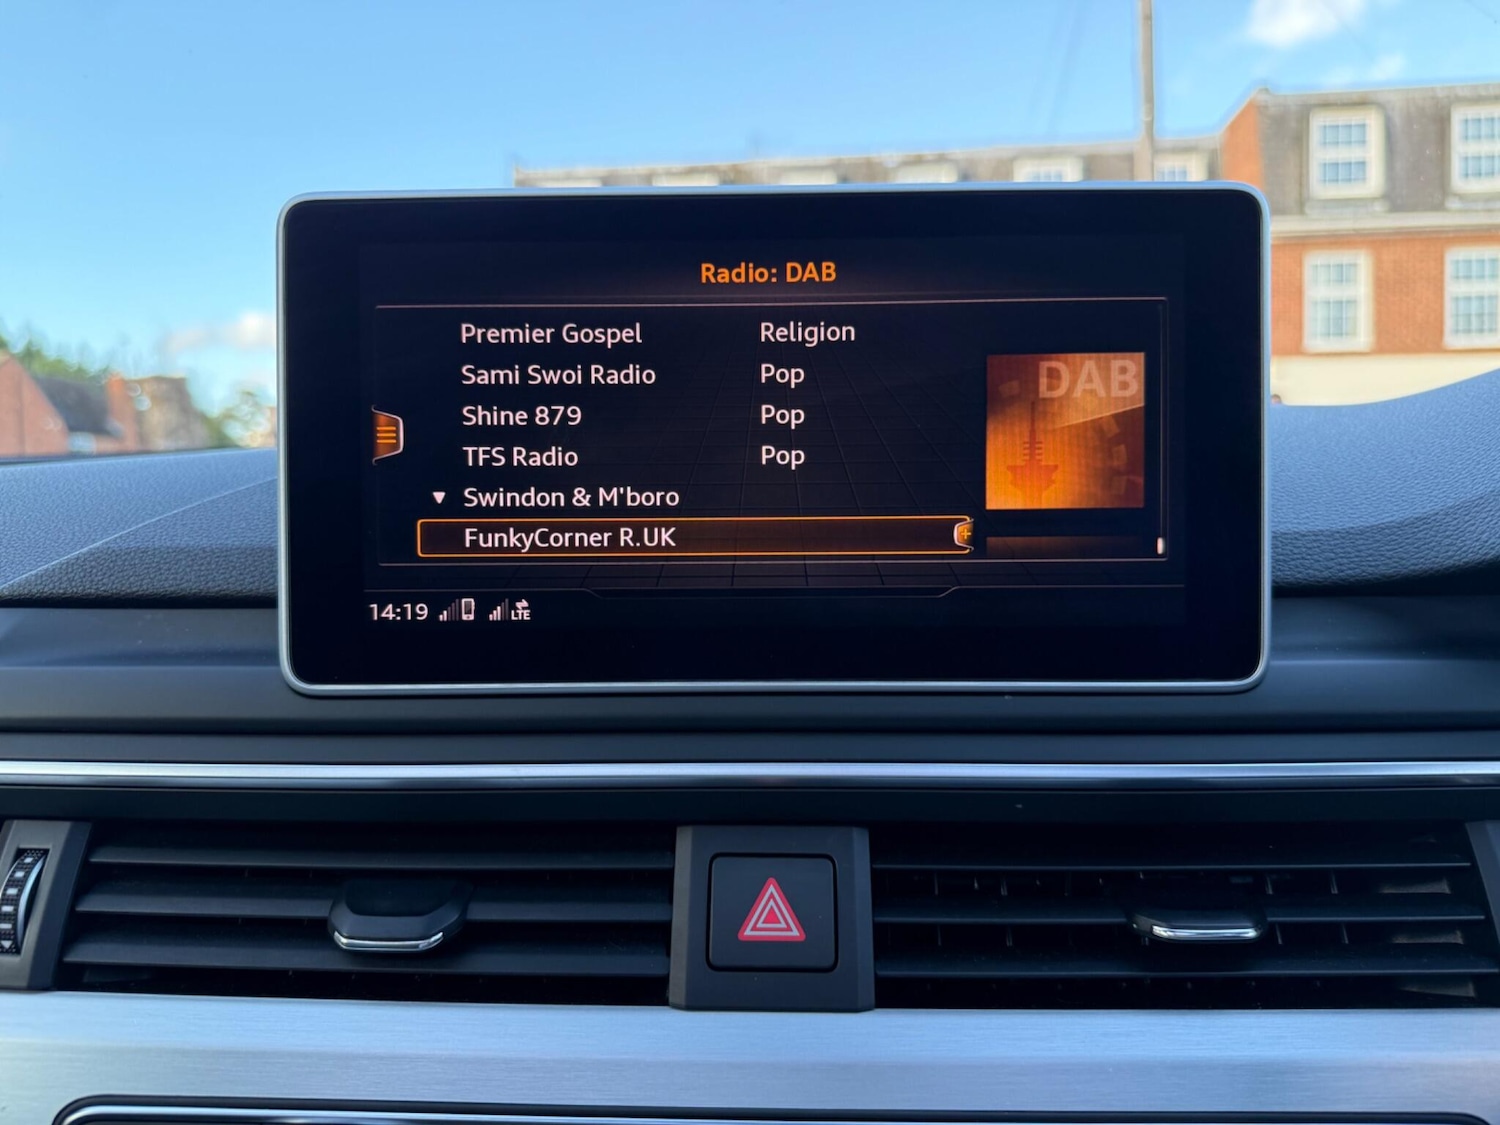 Radio: DAB
Premier Gospel Religion
Sami Swoi Radio Pop
DAB
Shine 879 Pop
TFS Radio Pop
Swindon & M'boro
FunkyCorner R.UK
14:19 LTE